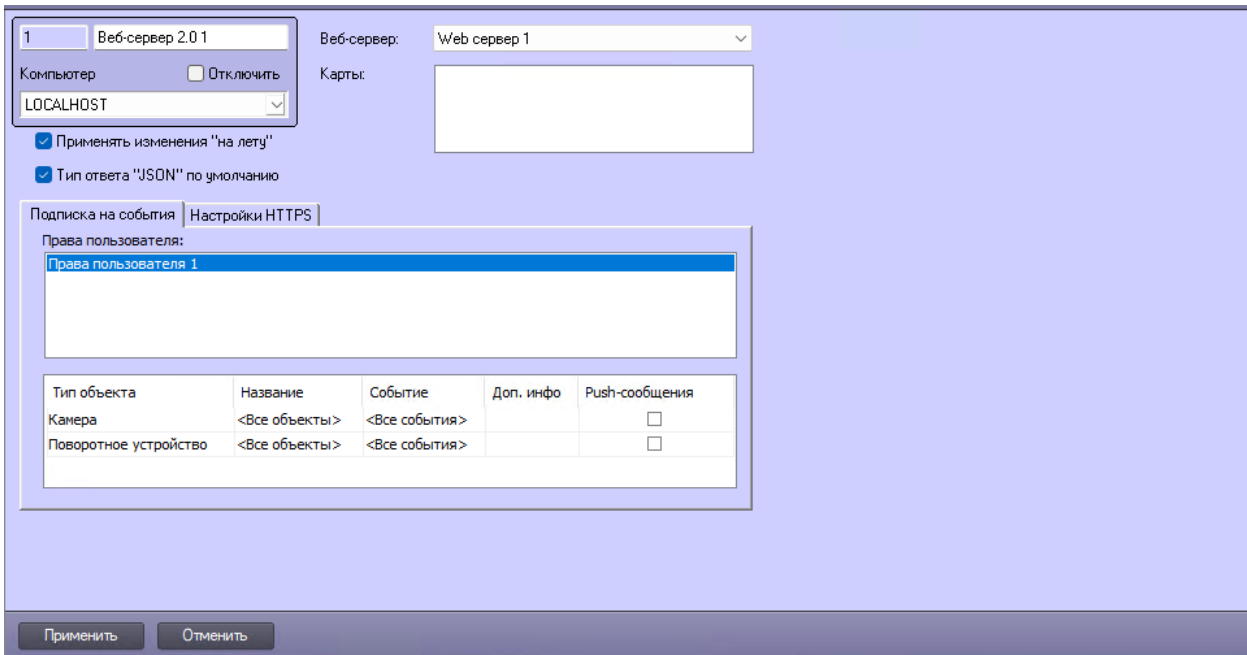 1 Веб-сервер 2.0 1
Веб-сервер: Web сервер 1
Компьютер Отключить
Карты:
LOCALHOST
Применять изменения "на лету"
Тип ответа "JSON" по умолчанию
Подписка на события Настройки HTTPS
Права пользователя:
Права пользователя 1
Тип объекта Название Событие Доп. инфо Push-сообщения
Камера <Все объекты> <Все события>
Поворотное устройство <Все объекты> <Все события>
Применить Отменить